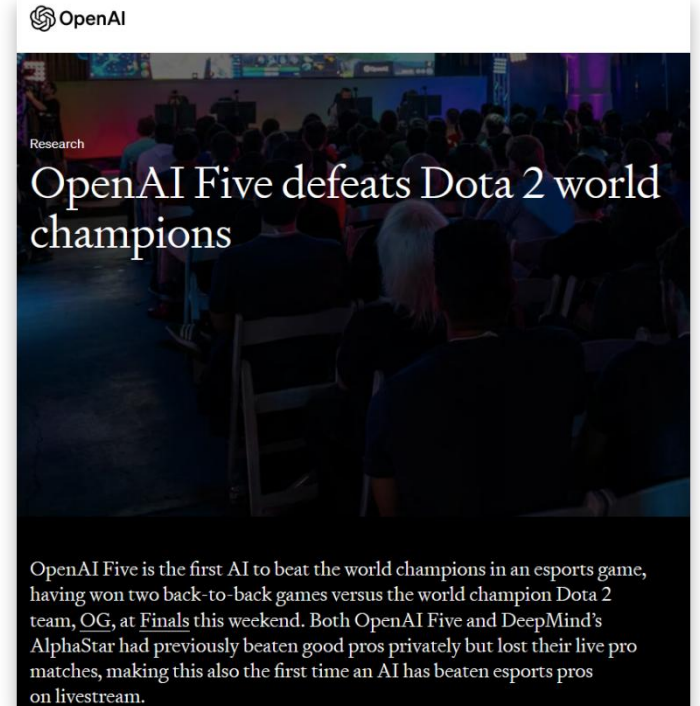 OpenAI
Research
OpenAI Five defeats Dota 2 world
champions
OpenAI Five is the first AI to beat the world champions in an esports game,
having won two back-to-back games versus the world champion Dota 2
team, OG, at Finals this weekend. Both OpenAI Five and DeepMind’s
AlphaStar had previously beaten good pros privately but lost their live pro
matches, making this also the first time an AI has beaten esports pros
on livestream.